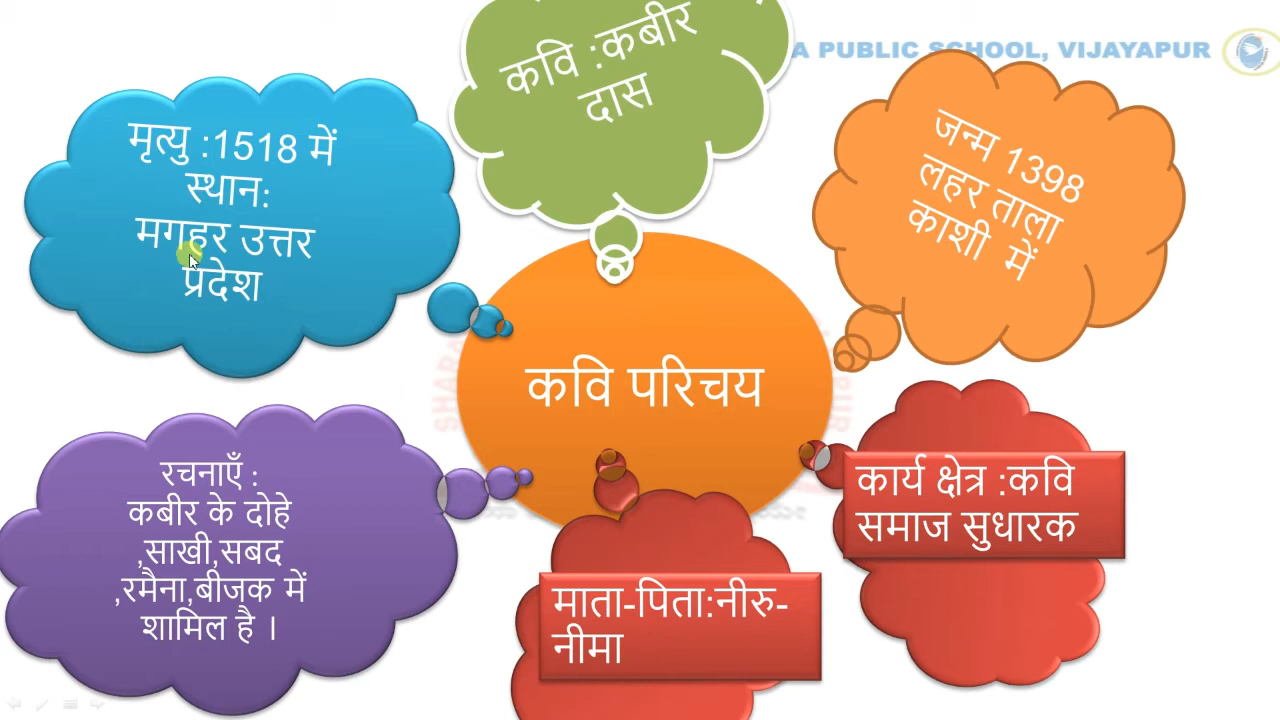 कवि :कबीर
दास
A PUBLIC SCHOOL, VIJAYAPUR
मृत्यु :1518 में
स्थान:
मगहर उत्तर
प्रदेश
जन्म 1398
लहर ताला
काशी में
कवि परिचय
रचनाएँ :
कबीर के दोहे
,साखी,सबद
,रमैना,बीजक में
शामिल है ।
माता-पिता:नीरु-
नीमा
कार्य क्षेत्र :कवि
समाज सुधारक